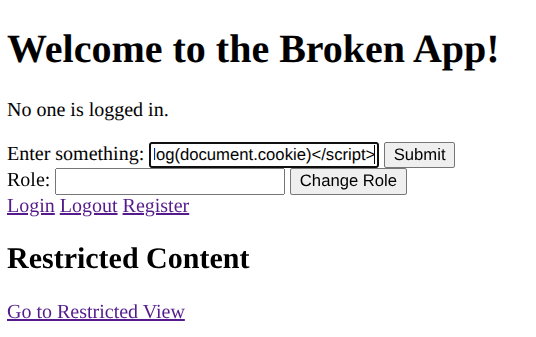 Welcome to the Broken App!
No one is logged in.
Enter something: log(document.cookie)</script> Submit
Role: Change Role
Login Logout Register
Restricted Content
Go to Restricted View